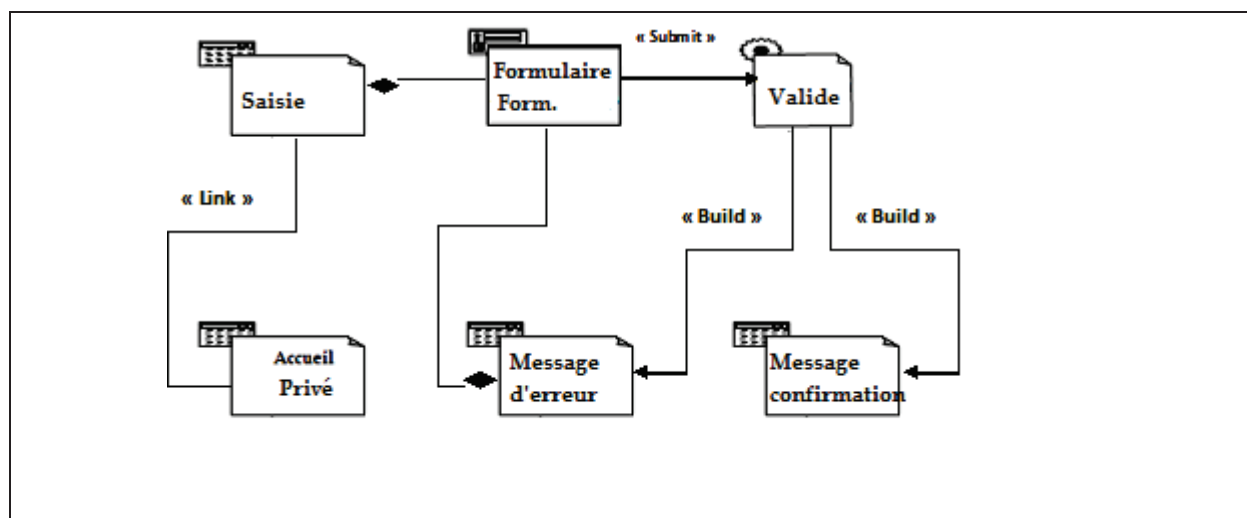 « Submit »
Saisie
Formulaire
Form.
Valide
« Link »
« Build »
« Build »
Accueil
Privé
Message
d'erreur
Message
confirmation